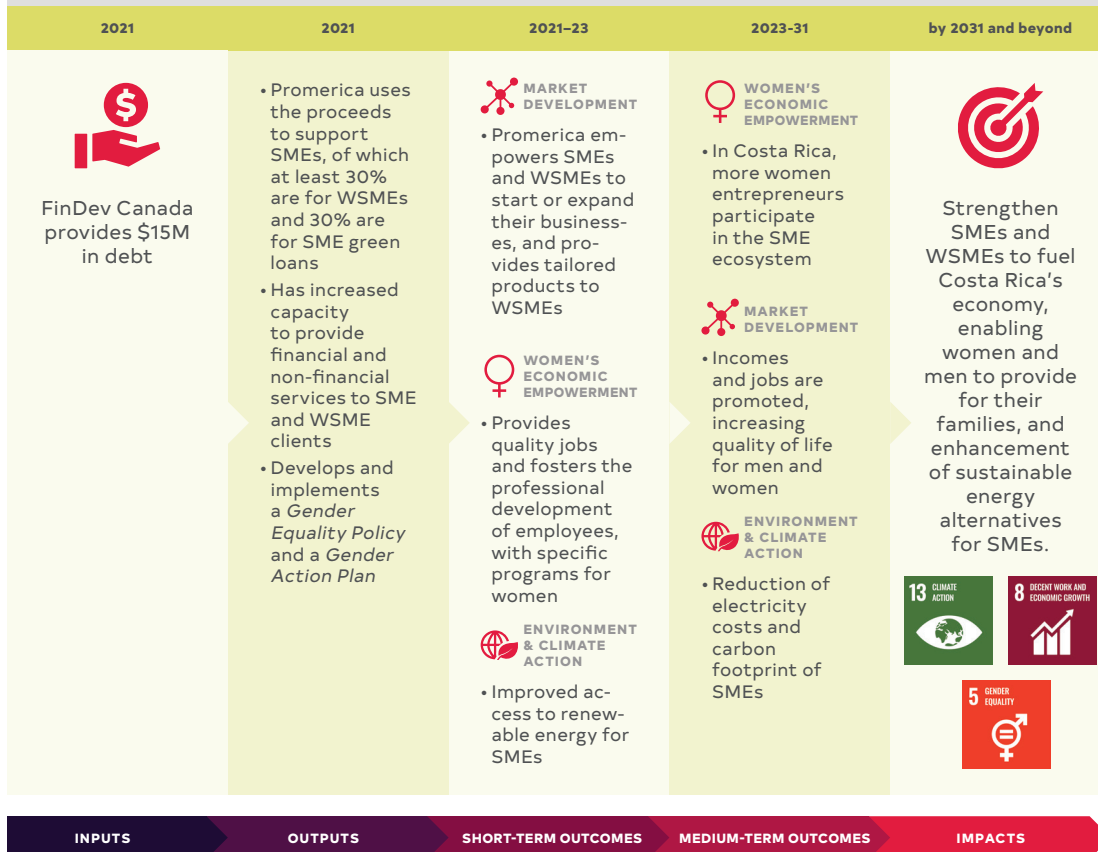 2021
2021
2021–23
2023-31
by 2031 and beyond
$
FinDev Canada
provides $15M
in debt
• Promerica uses
the proceeds
to support
SMEs, of which
at least 30%
are for WSMEs
and 30% are
for SME green
loans
• Has increased
capacity
to provide
financial and
non-financial
services to SME
and WSME
clients
• Develops and
implements
a Gender
Equality Policy
and a Gender
Action Plan
MARKET
DEVELOPMENT
• Promerica em-
powers SMEs
and WSMEs to
start or expand
their business-
es, and pro-
vides tailored
products to
WSMEs
WOMEN'S
ECONOMIC
EMPOWERMENT
• Provides
quality jobs
and fosters the
professional
development
of employees,
with specific
programs for
women
ENVIRONMENT
& CLIMATE
ACTION
• Improved ac-
cess to renew-
able energy for
SMEs
WOMEN'S
ECONOMIC
EMPOWERMENT
• In Costa Rica,
more women
entrepreneurs
participate
in the SME
ecosystem
MARKET
DEVELOPMENT
• Incomes
and jobs are
promoted,
increasing
quality of life
for men and
women
ENVIRONMENT
& CLIMATE
ACTION
• Reduction of
electricity
costs and
carbon
footprint of
SMEs
Strengthen
SMEs and
WSMEs to fuel
Costa Rica's
economy,
enabling
women and
men to provide
for their
families, and
enhancement
of sustainable
energy
alternatives
for SMEs.
13 CLIMATE
ACTION
8 DECENT WORK AND
ECONOMIC GROWTH
5 GENDER
EQUALITY
INPUTS
OUTPUTS
SHORT-TERM OUTCOMES
MEDIUM-TERM OUTCOMES
IMPACTS